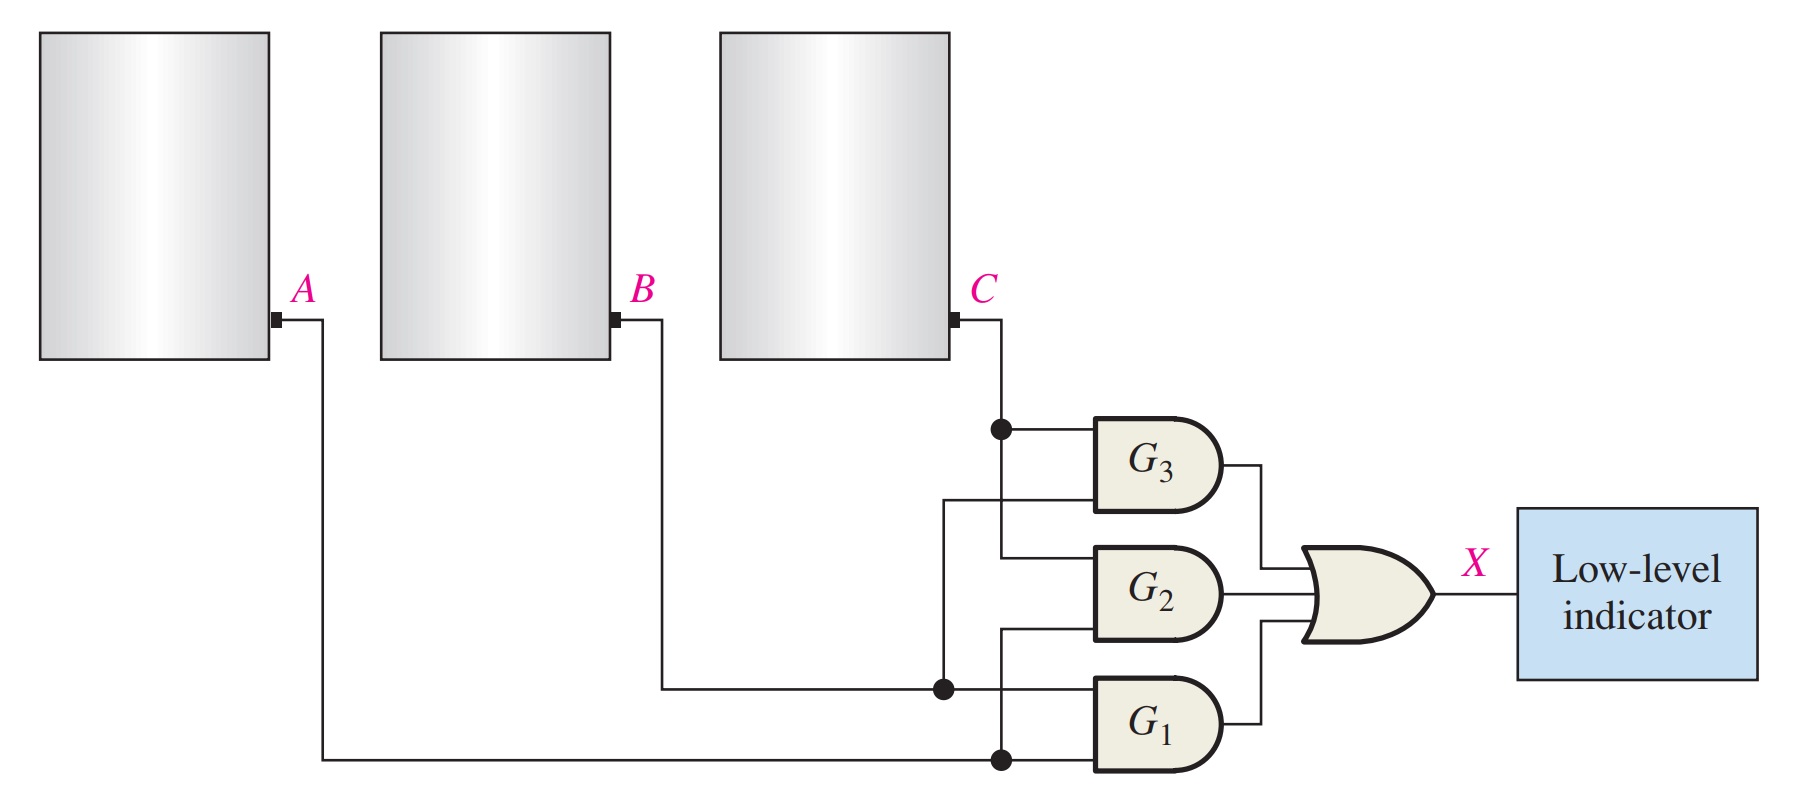 A
B
C
G3
G2
G1
X
Low-level
indicator